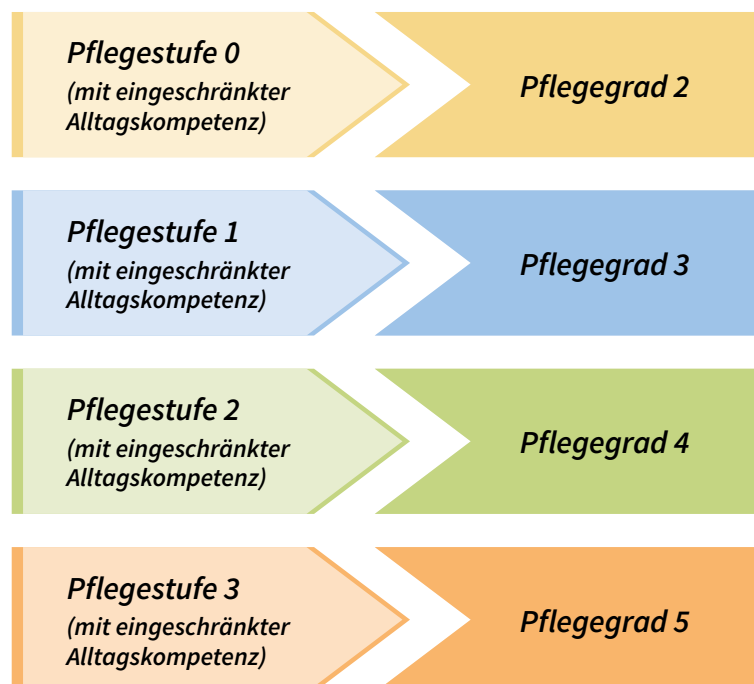 Pflegestufe 0
(mit eingeschränkter
Alltagskompetenz)
Pflegegrad 2
Pflegestufe 1
(mit eingeschränkter
Alltagskompetenz)
Pflegegrad 3
Pflegestufe 2
(mit eingeschränkter
Alltagskompetenz)
Pflegegrad 4
Pflegestufe 3
(mit eingeschränkter
Alltagskompetenz)
Pflegegrad 5